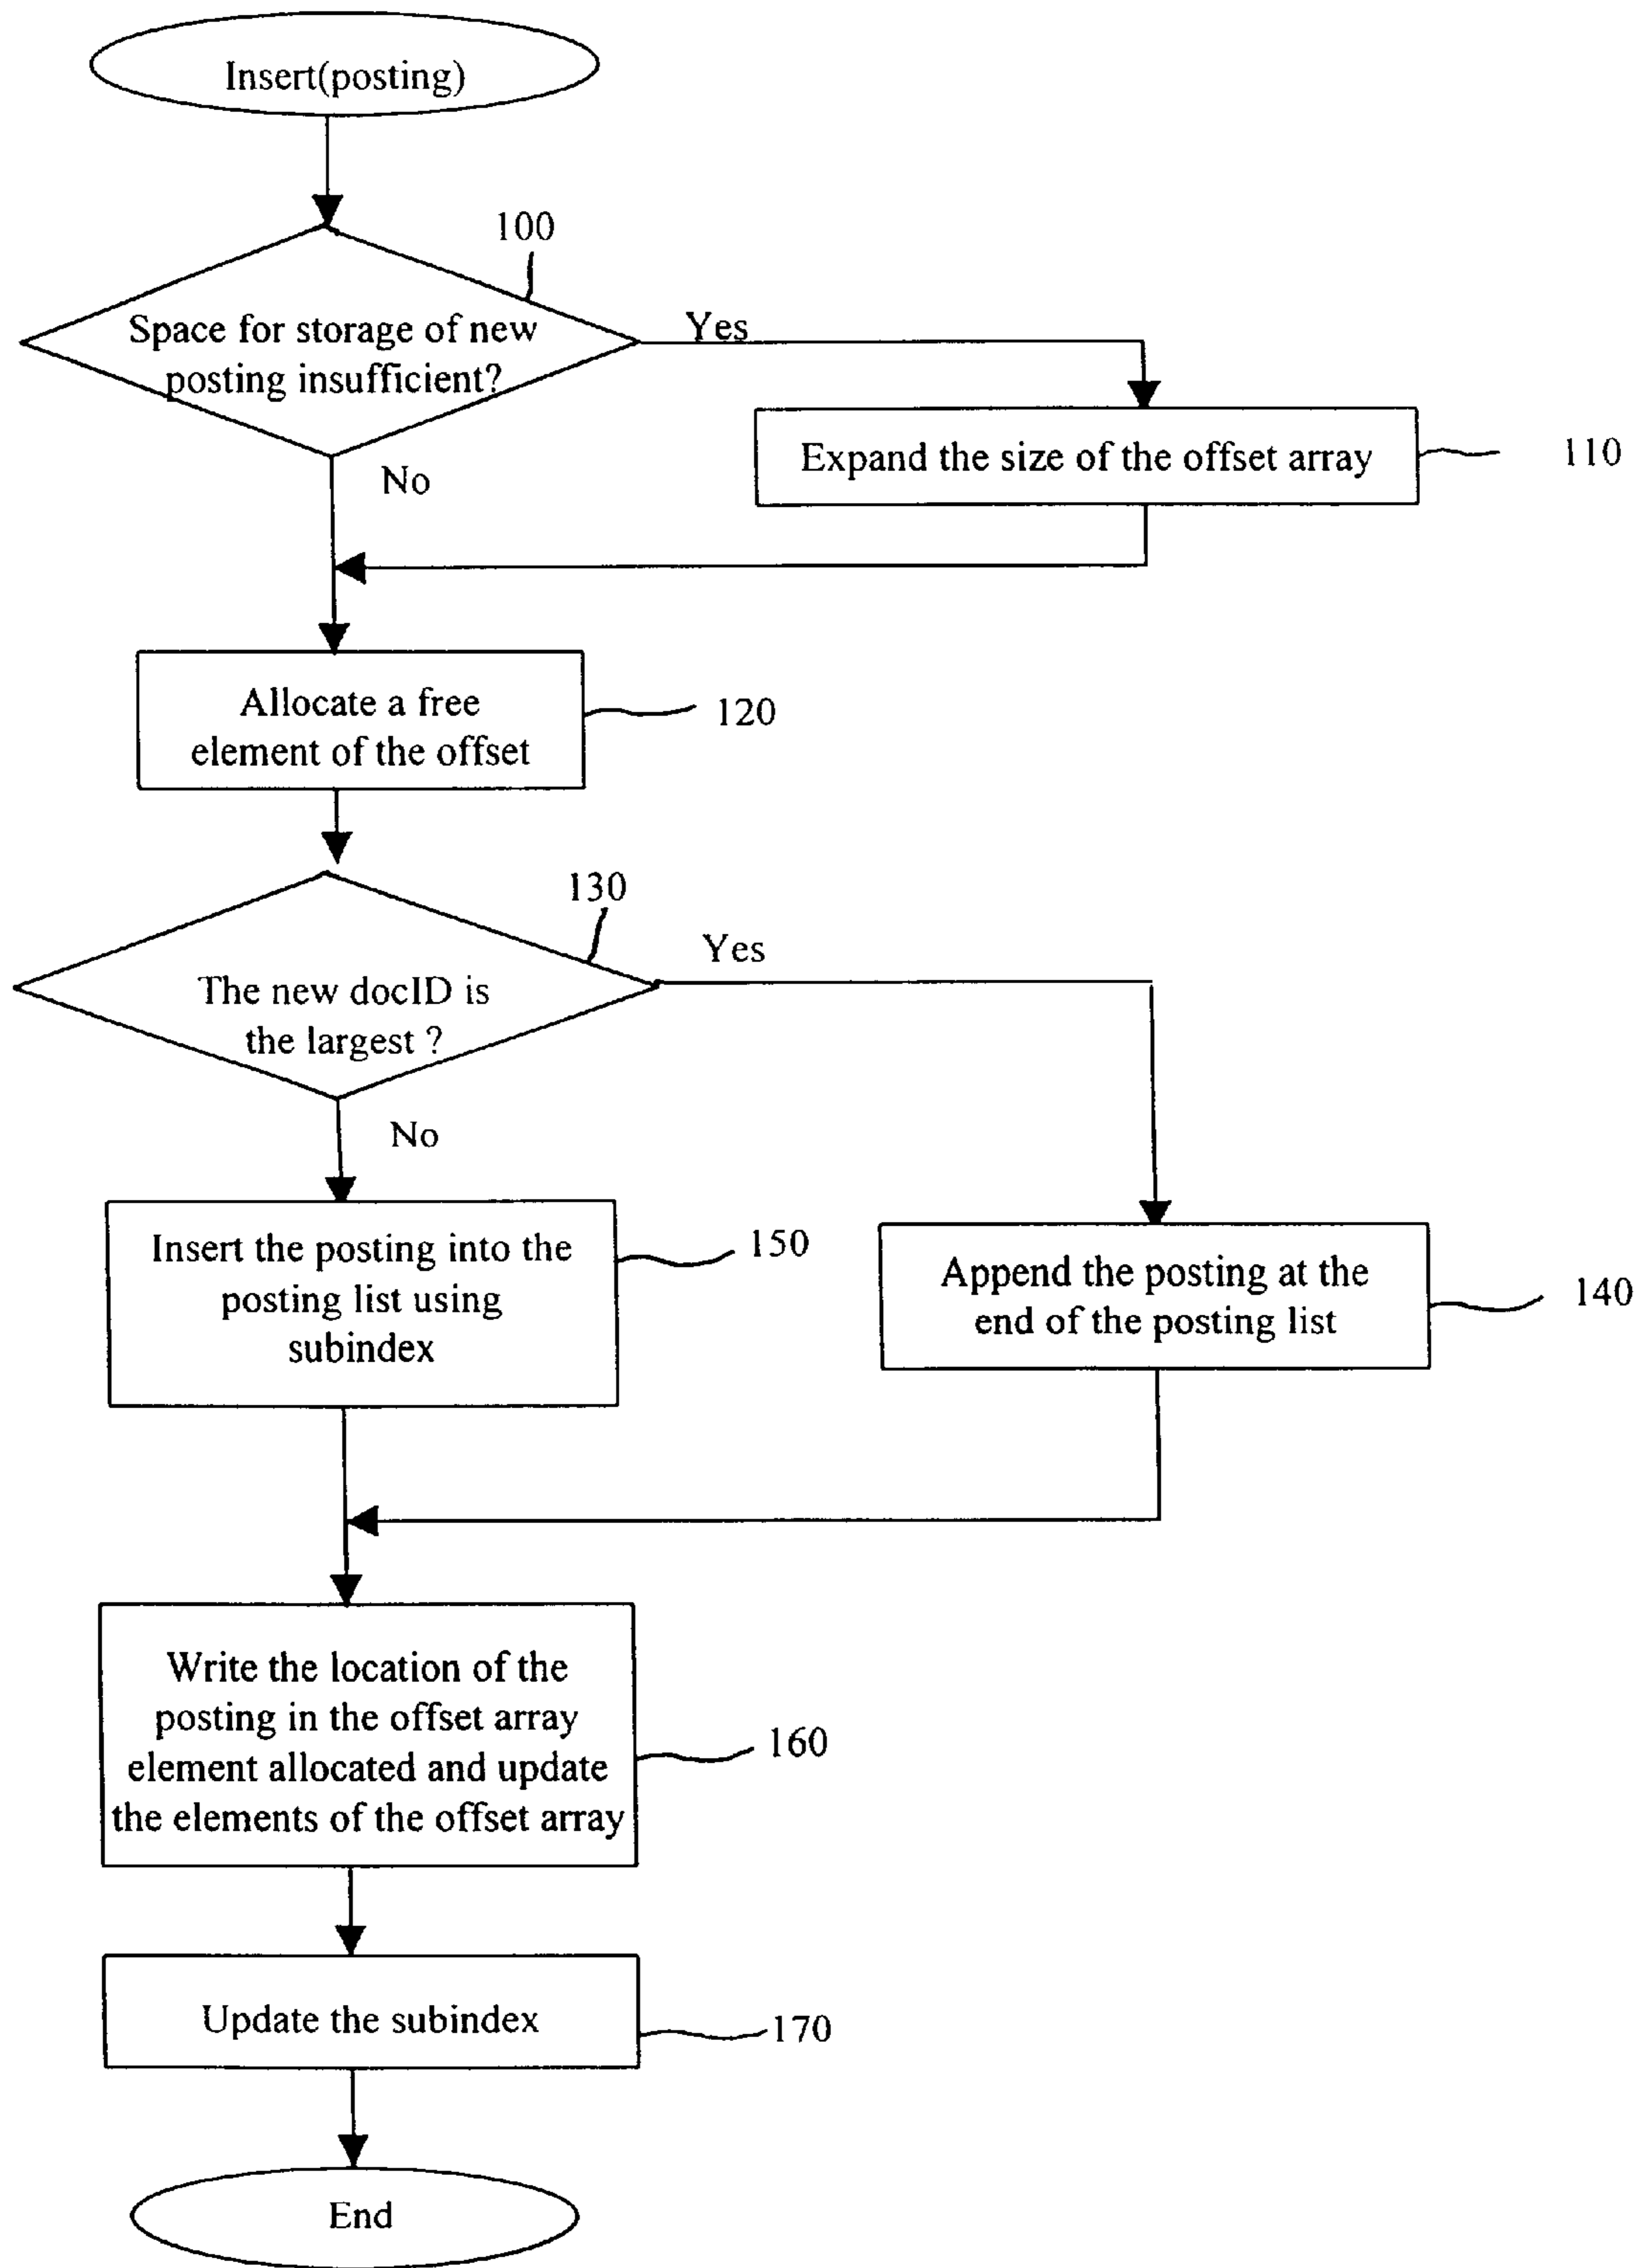 Insert(posting)
100
Space for storage of new
posting insufficient?
Yes
Expand the size of the offset array
110
No
Allocate a free
element of the offset
120
130
The new docID is
the largest ?
Yes
No
Insert the posting into the
posting list using
subindex
150
Append the posting at the
end of the posting list
140
Write the location of the
posting in the offset array
element allocated and update
the elements of the offset array
160
Update the subindex
170
End